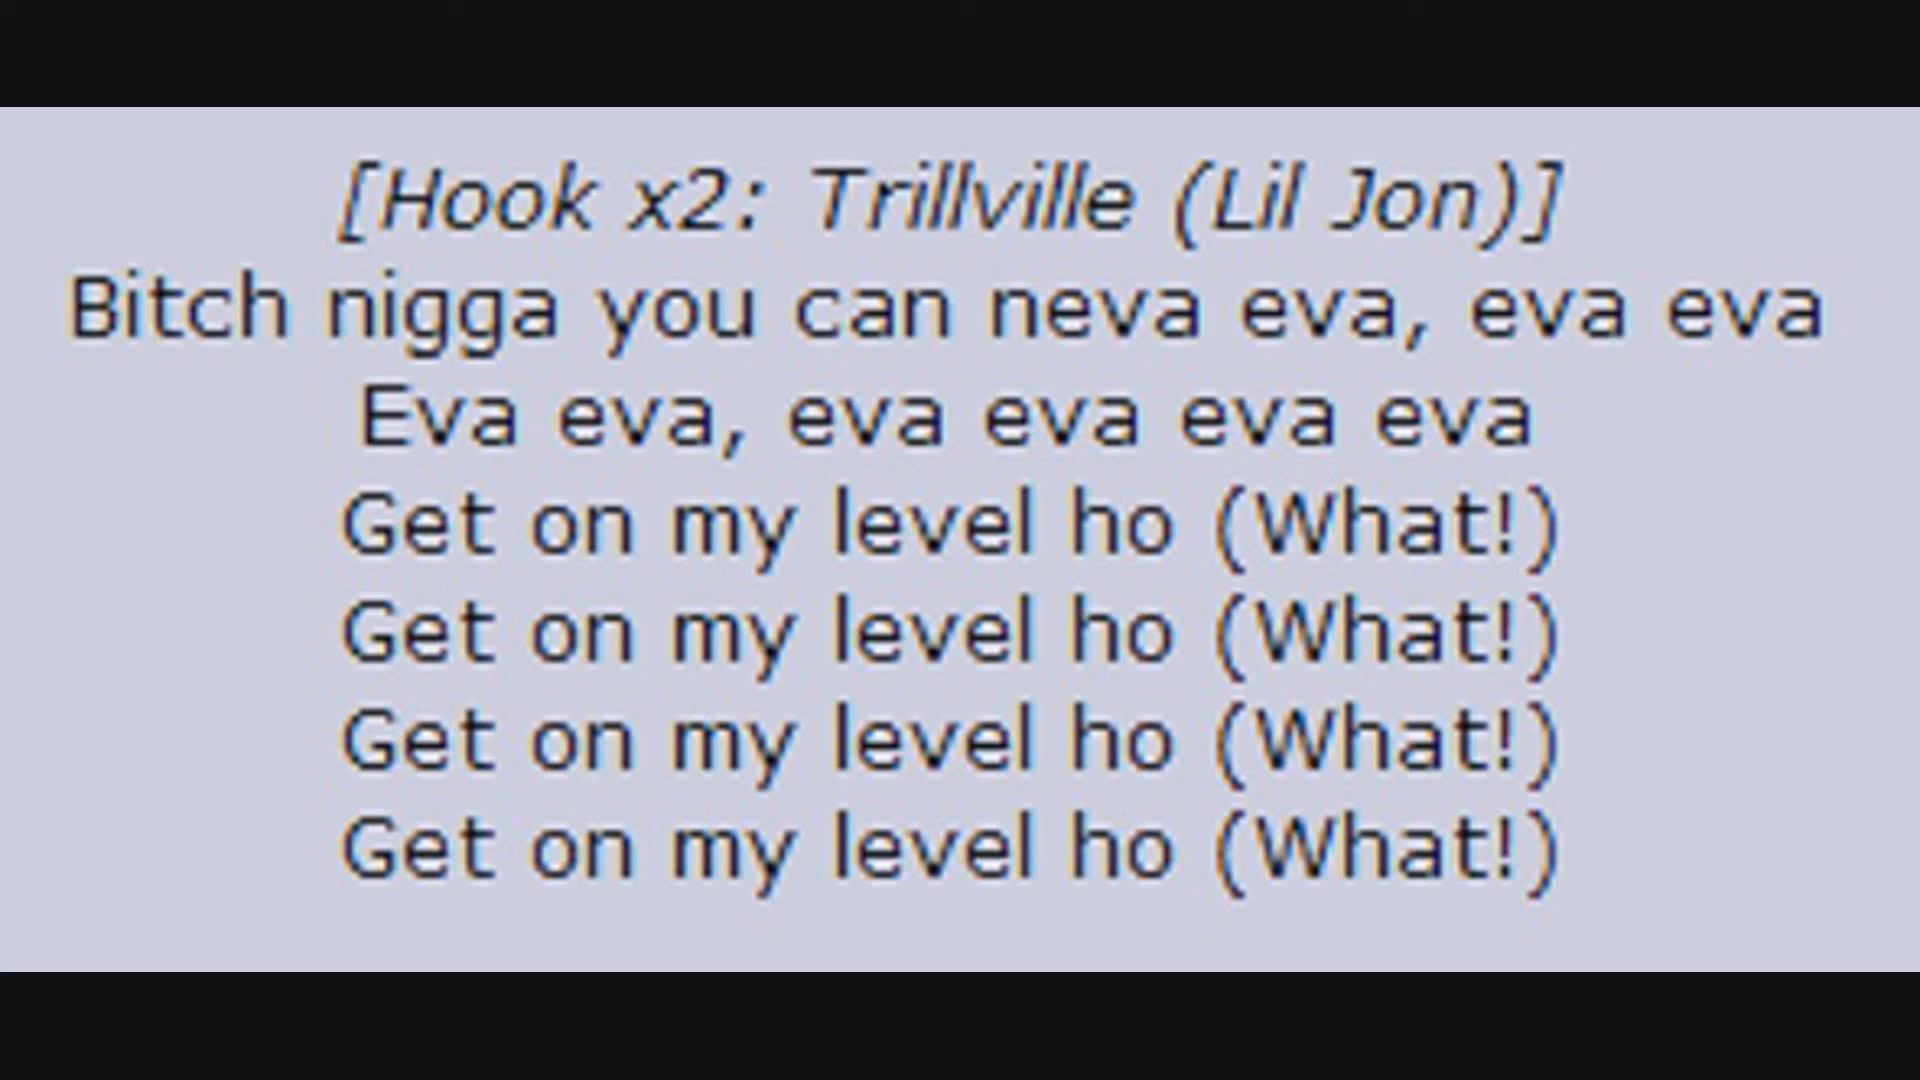 [Hook x2: Trillville (Lil Jon)]
Bitch nigga you can neva eva, eva eva
Eva eva, eva eva eva eva
Get on my level ho (What!)
Get on my level ho (What!)
Get on my level ho (What!)
Get on my level ho (What!)